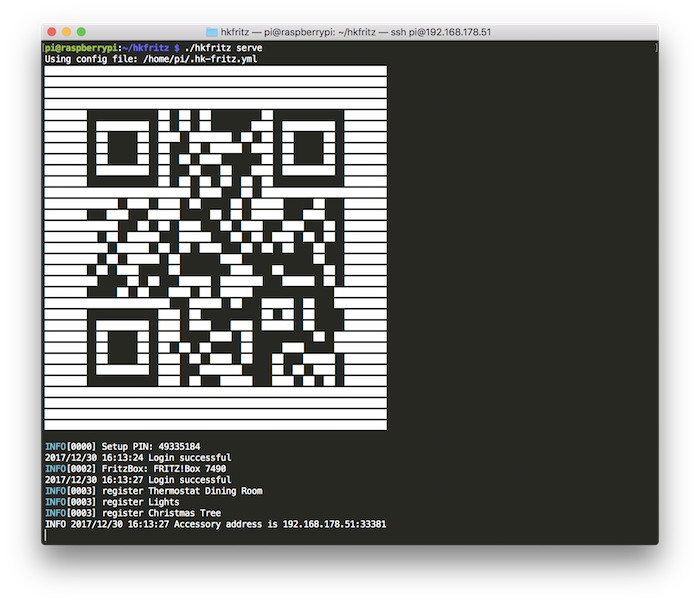 hkfritz — pi@raspberrypi: ~/hkfritz — ssh pi@192.168.178.51
pi@raspberrypi:~/hkfritz $ ./hkfritz serve
Using config file: /home/pi/.hk-fritz.yml
INFO[0000] Setup PIN: 49335184
2017/12/30 16:13:24 Login successful
INFO[0002] FritzBox: FRITZ!Box 7490
2017/12/30 16:13:27 Login successful
INFO[0003] register Thermostat Dining Room
INFO[0003] register Lights
INFO[0003] register Christmas Tree
INFO 2017/12/30 16:13:27 Accessory address is 192.168.178.51:33381